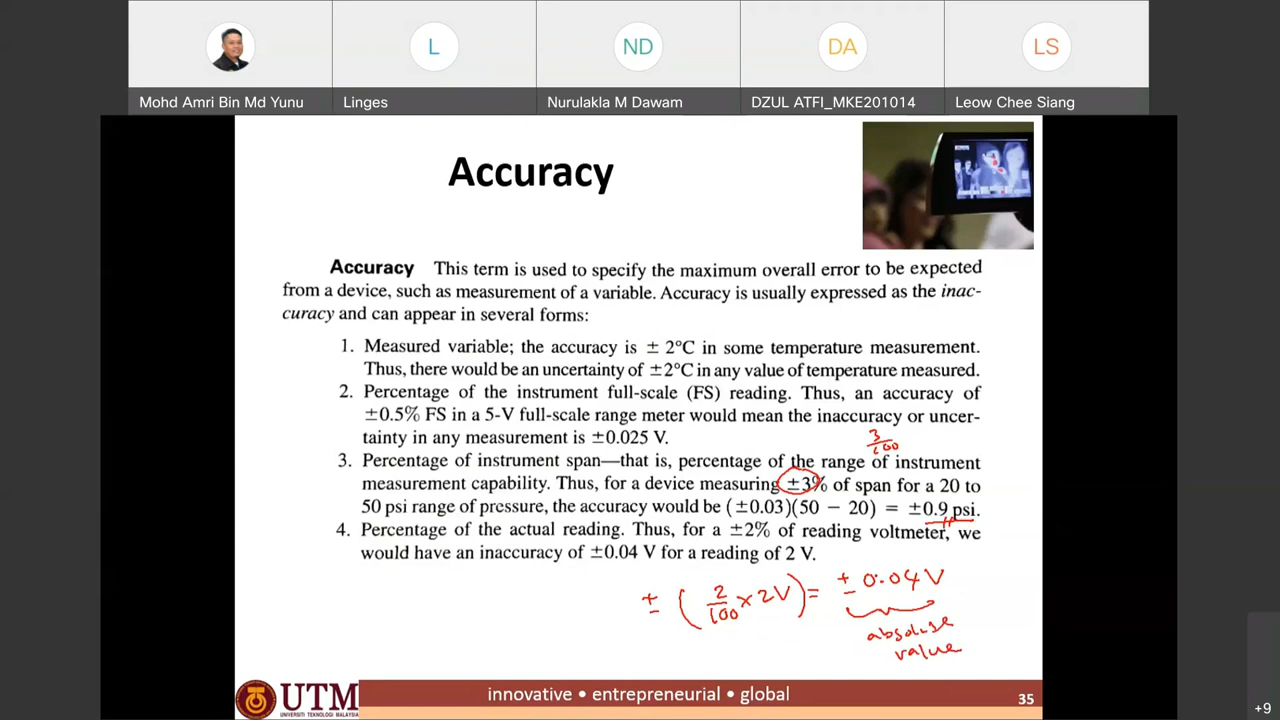 L
ND
DA
LS
Mohd Amri Bin Md Yunu
Linges
Nurulakla M Dawam
DZUL ATFI_MKE201014
Leow Chee Siang
Accuracy
Accuracy This term is used to specify the maximum overall error to be expected
from a device, such as measurement of a variable. Accuracy is usually expressed as the inac-
curacy and can appear in several forms:
1. Measured variable; the accuracy is ± 2°C in some temperature measurement.
Thus, there would be an uncertainty of ±2°C in any value of temperature measured.
2. Percentage of the instrument full-scale (FS) reading. Thus, an accuracy of
±0.5% FS in a 5-V full-scale range meter would mean the inaccuracy or uncer-
tainty in any measurement is ±0.025 V.
3/100
3. Percentage of instrument span—that is, percentage of the range of instrument
measurement capability. Thus, for a device measuring ±3% of span for a 20 to
50 psi range of pressure, the accuracy would be (±0.03)(50 − 20) = ±0.9 psi.
4. Percentage of the actual reading. Thus, for a ±2% of reading voltmeter, we
would have an inaccuracy of ±0.04 V for a reading of 2 V.
± (2/100 × 2V) = ± 0.04V
absolute
value
UTM
UNIVERSITI TEKNOLOGI MALAYSIA
innovative • entrepreneurial • global
35
+9